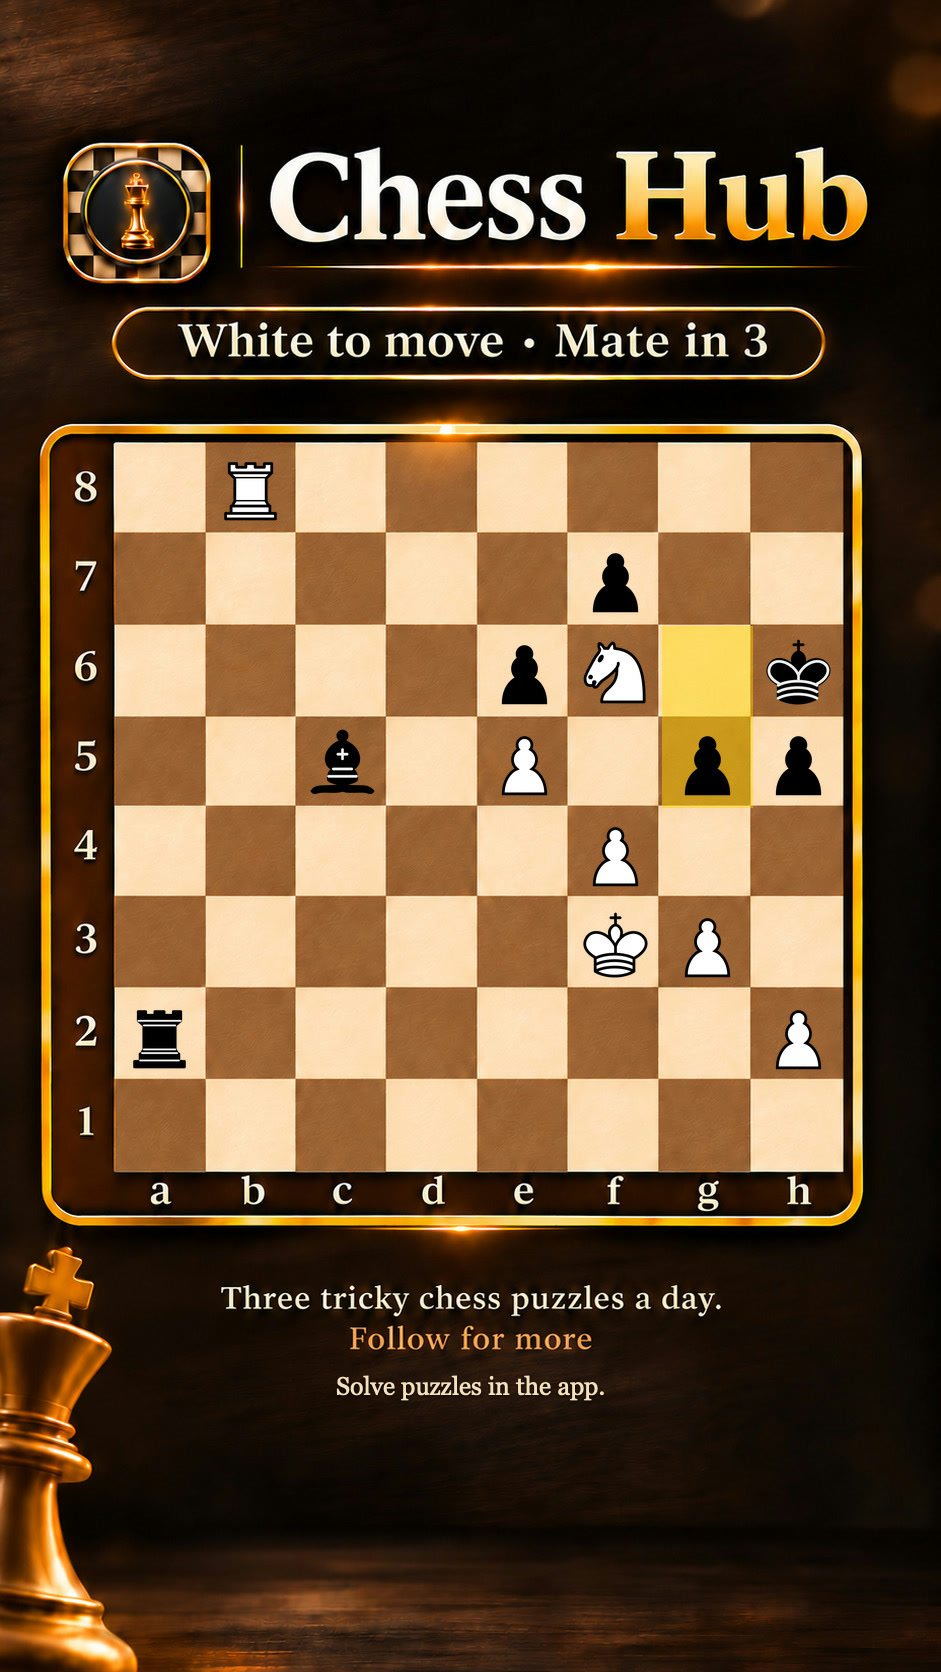 Chess Hub
White to move • Mate in 3
8
7
6
5
4
3
2
1
a b c d e f g h
Three tricky chess puzzles a day.
Follow for more
Solve puzzles in the app.